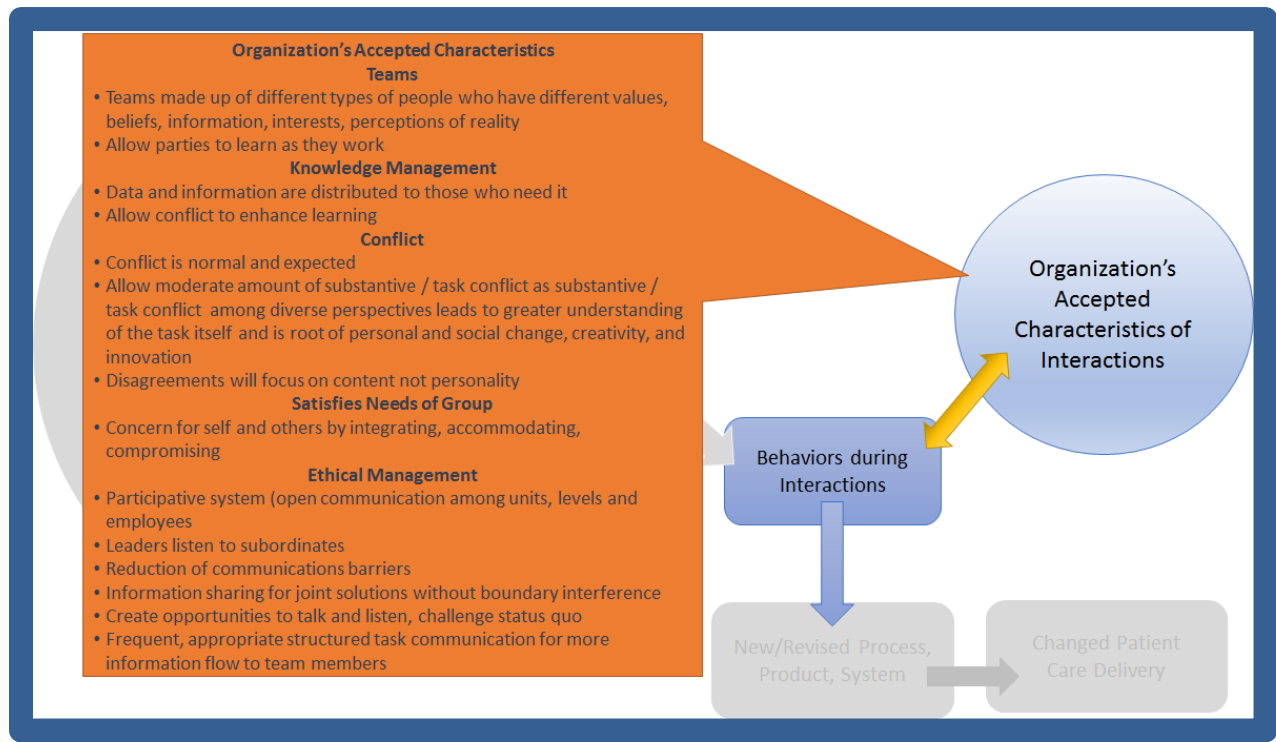 Organization's Accepted Characteristics
Teams
• Teams made up of different types of people who have different values,
beliefs, information, interests, perceptions of reality
• Allow parties to learn as they work
Knowledge Management
• Data and information are distributed to those who need it
• Allow conflict to enhance learning
Conflict
• Conflict is normal and expected
• Allow moderate amount of substantive / task conflict as substantive /
task conflict among diverse perspectives leads to greater understanding
of the task itself and is root of personal and social change, creativity, and
innovation
• Disagreements will focus on content not personality
Satisfies Needs of Group
• Concern for self and others by integrating, accommodating,
compromising
Ethical Management
• Participative system (open communication among units, levels and
employees
• Leaders listen to subordinates
• Reduction of communications barriers
• Information sharing for joint solutions without boundary interference
• Create opportunities to talk and listen, challenge status quo
• Frequent, appropriate structured task communication for more
information flow to team members
Organization's
Accepted
Characteristics of
Interactions
Behaviors during
Interactions
New/Revised Process,
Product, System
Changed Patient
Care Delivery